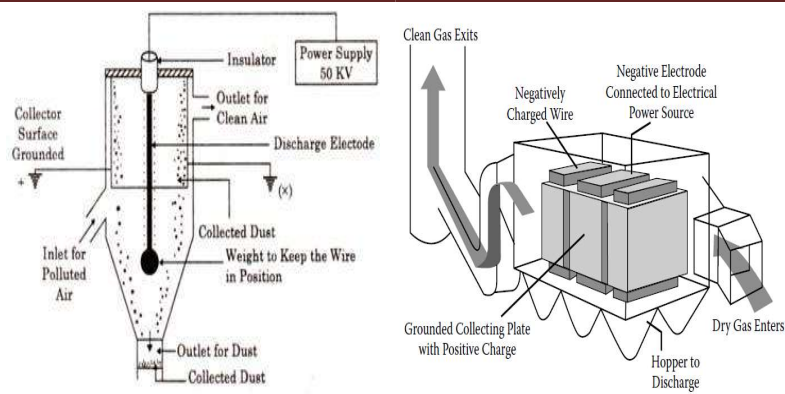 Insulator
Power Supply
50 KV
Outlet for
Clean Air
Collector
Surface
Grounded
Discharge Electode
+
(×)
Collected Dust
Inlet for
Polluted
Air
Weight to Keep the Wire
in Position
Outlet for Dust
Collected Dust
Clean Gas Exits
Negatively
Charged Wire
Negative Electrode
Connected to Electrical
Power Source
Grounded Collecting Plate
with Positive Charge
Dry Gas Enters
Hopper to
Discharge